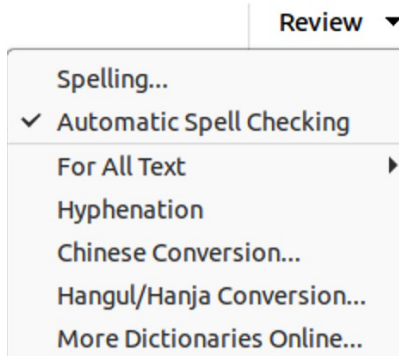 Review
Spelling...
Automatic Spell Checking
For All Text
Hyphenation
Chinese Conversion...
Hangul/Hanja Conversion...
More Dictionaries Online...